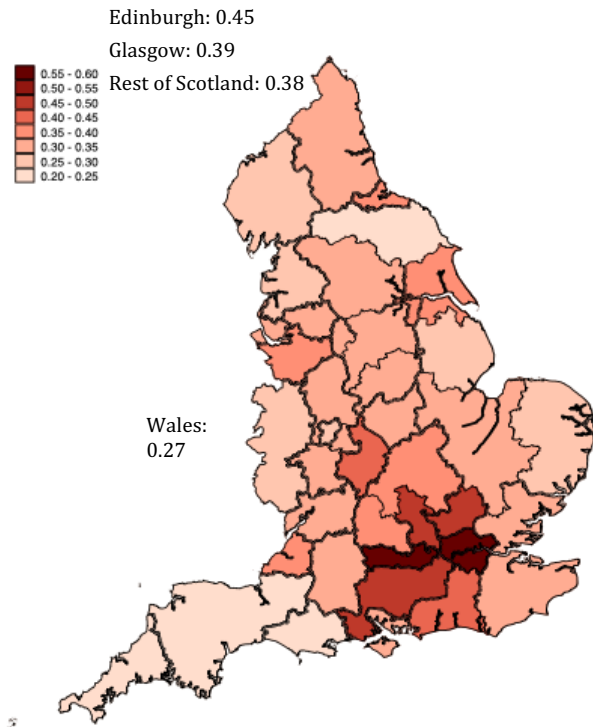 Edinburgh: 0.45
Glasgow: 0.39
Rest of Scotland: 0.38
0.55 - 0.60
0.50 - 0.55
0.45 - 0.50
0.40 - 0.45
0.35 - 0.40
0.30 - 0.35
0.25 - 0.30
0.20 - 0.25
Wales:
0.27